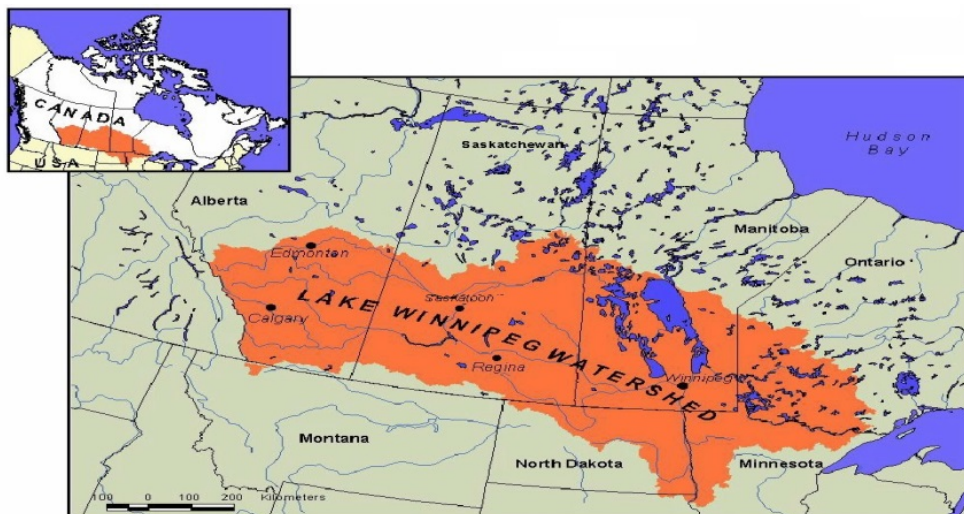 CANADA
USA
Hudson
Bay
Saskatchewan
Alberta
Manitoba
Edmonton
Ontario
LAKE WINNIPEG WATERSHED
Saskatoon
Calgary
Regina
Winnipeg
Montana
North Dakota
Minnesota
100 0 100 200 Kilometers